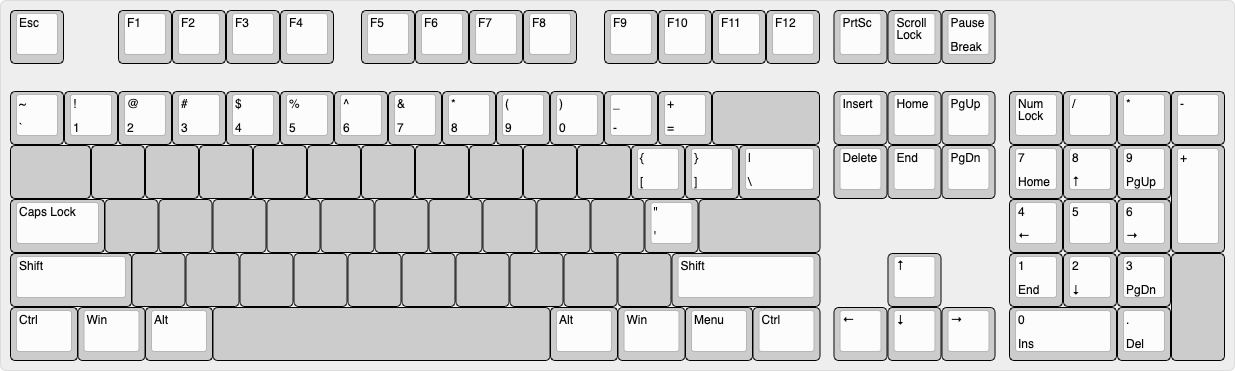 Esc F1 F2 F3 F4 F5 F6 F7 F8 F9 F10 F11 F12 PrtSc Scroll Pause
Lock
Break
~ ! @ # $ % ^ & * ( ) _ + Insert Home PgUp Num / * -
Lock
` 1 2 3 4 5 6 7 8 9 0 - =
{ } | Delete End PgDn 7 8 9 +
[ ] \ Home ↑ PgUp
Caps Lock " 4 5 6
' ← →
Shift Shift ↑ 1 2 3
End ↓ PgDn
Ctrl Win Alt Alt Win Menu Ctrl ← ↓ → 0 .
Ins Del